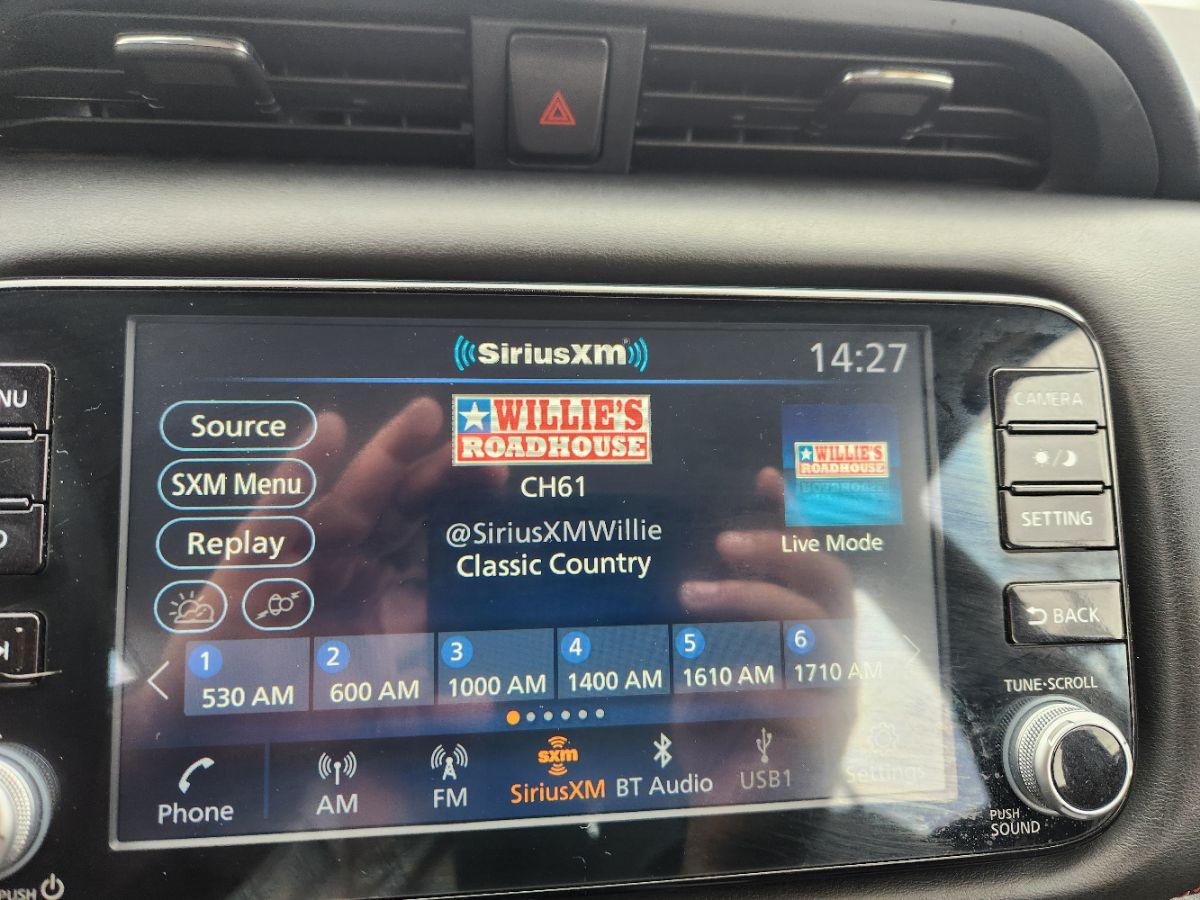 SiriusXM
14:27
NU
Source
SXM Menu
Replay
WILLIE'S
ROADHOUSE
CH61
@SiriusXMWillie
Classic Country
WILLIE'S
ROADHOUSE
Live Mode
CAMERA
SETTING
BACK
1 530 AM
2 600 AM
3 1000 AM
4 1400 AM
5 1610 AM
6 1710 AM
TUNE·SCROLL
Phone
AM
FM
sxm
SiriusXM
BT Audio
USB1
Settings
PUSH
SOUND
PUSH